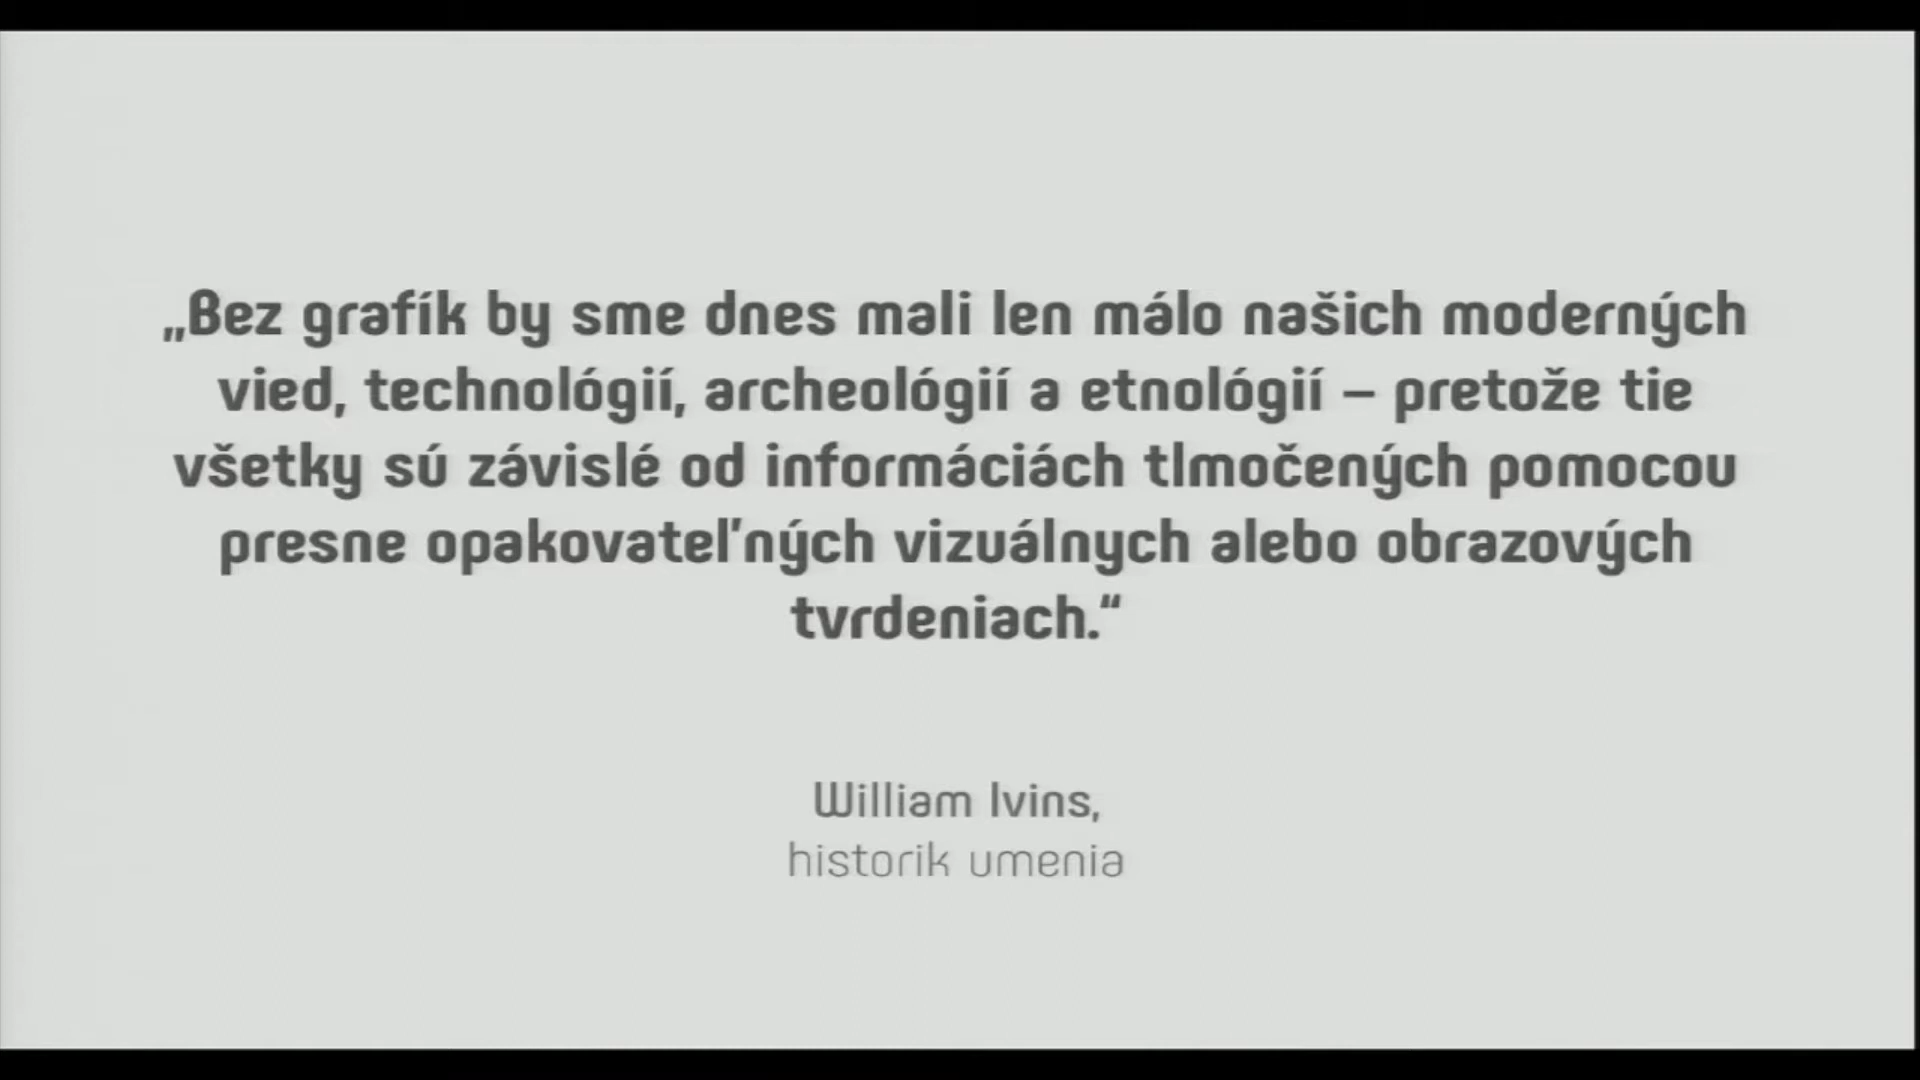 „Bez grafík by sme dnes mali len málo našich moderných
vied, technológií, archeológií a etnológií – pretože tie
všetky sú závislé od informáciách tlmočených pomocou
presne opakovateľných vizuálnych alebo obrazových
tvrdeniach.“
William Ivins,
historik umenia